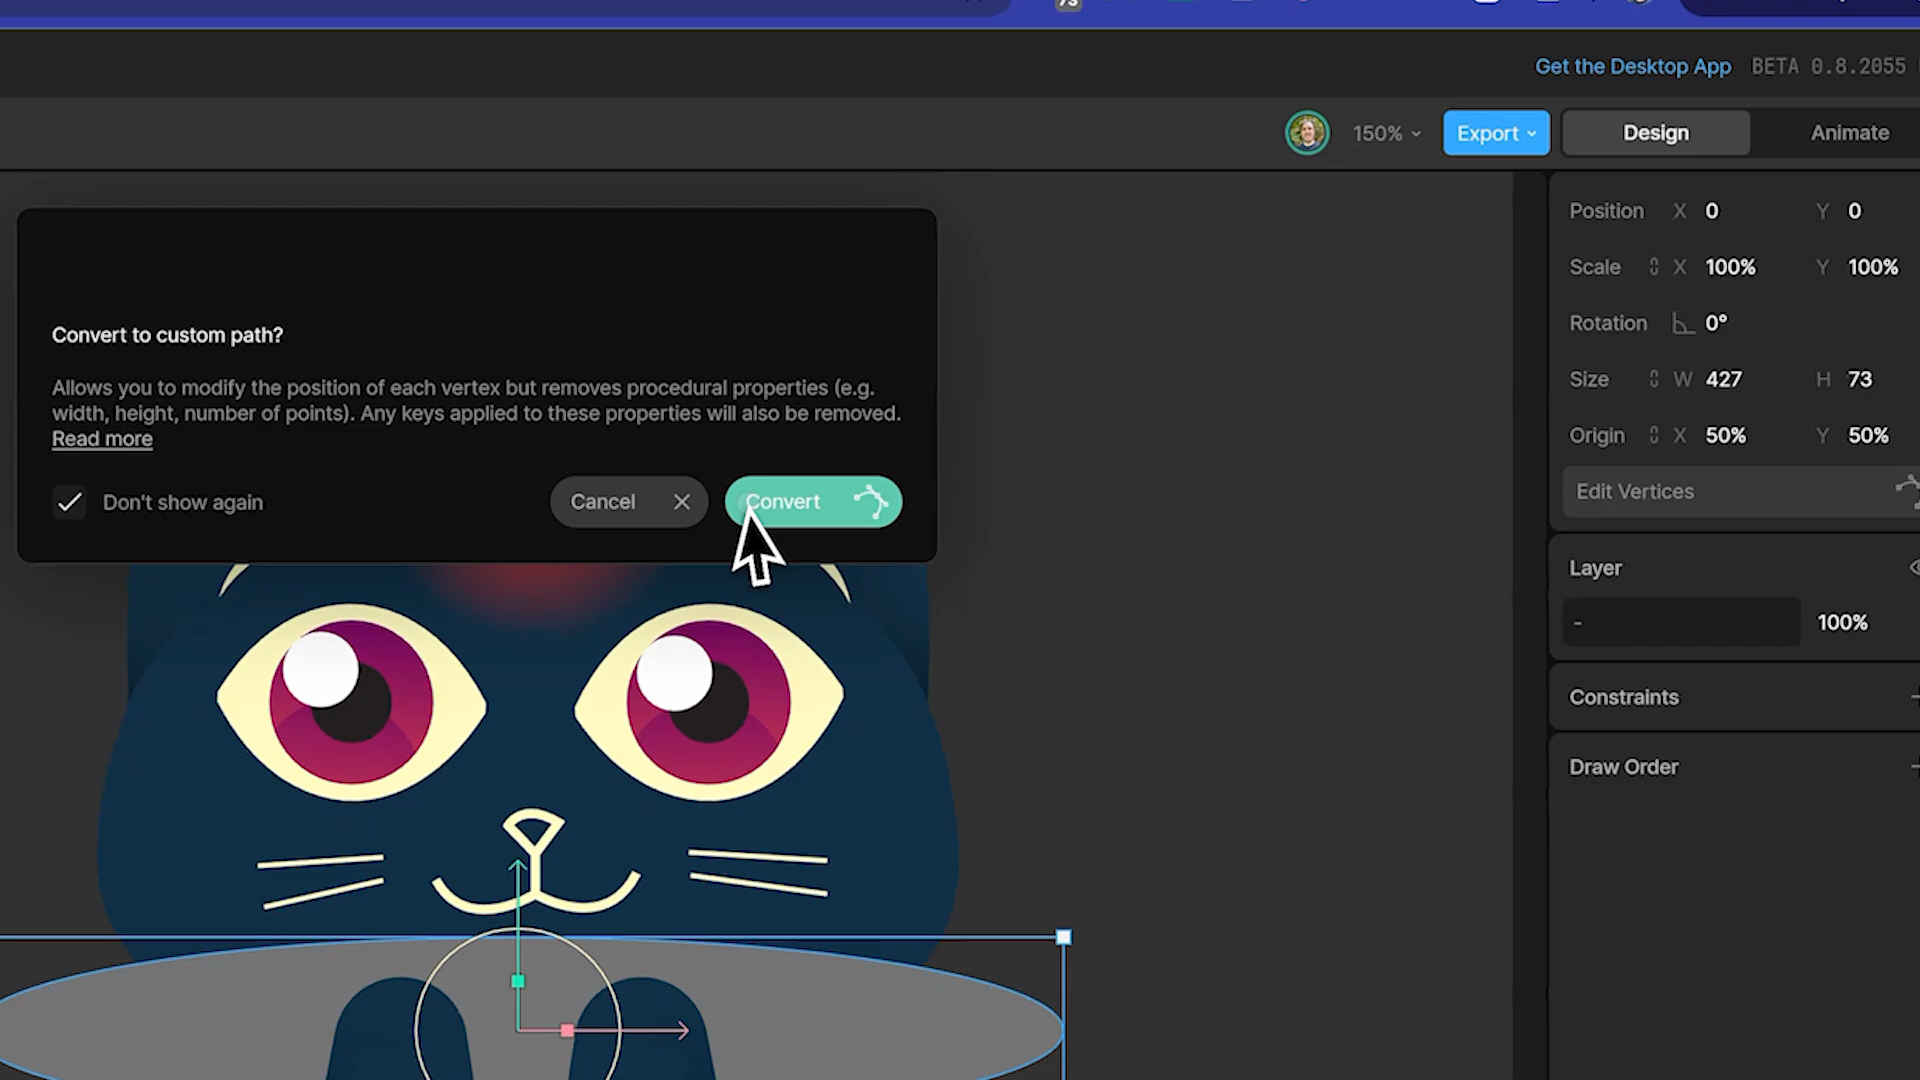 73
Get the Desktop App BETA 0.8.2055
150% Export Design Animate
Position X 0 Y 0
Scale X 100% Y 100%
Rotation 0°
Size W 427 H 73
Origin X 50% Y 50%
Edit Vertices
Layer
- 100%
Constraints
Draw Order
Convert to custom path?
Allows you to modify the position of each vertex but removes procedural properties (e.g.
width, height, number of points). Any keys applied to these properties will also be removed.
Read more
Don't show again Cancel Convert